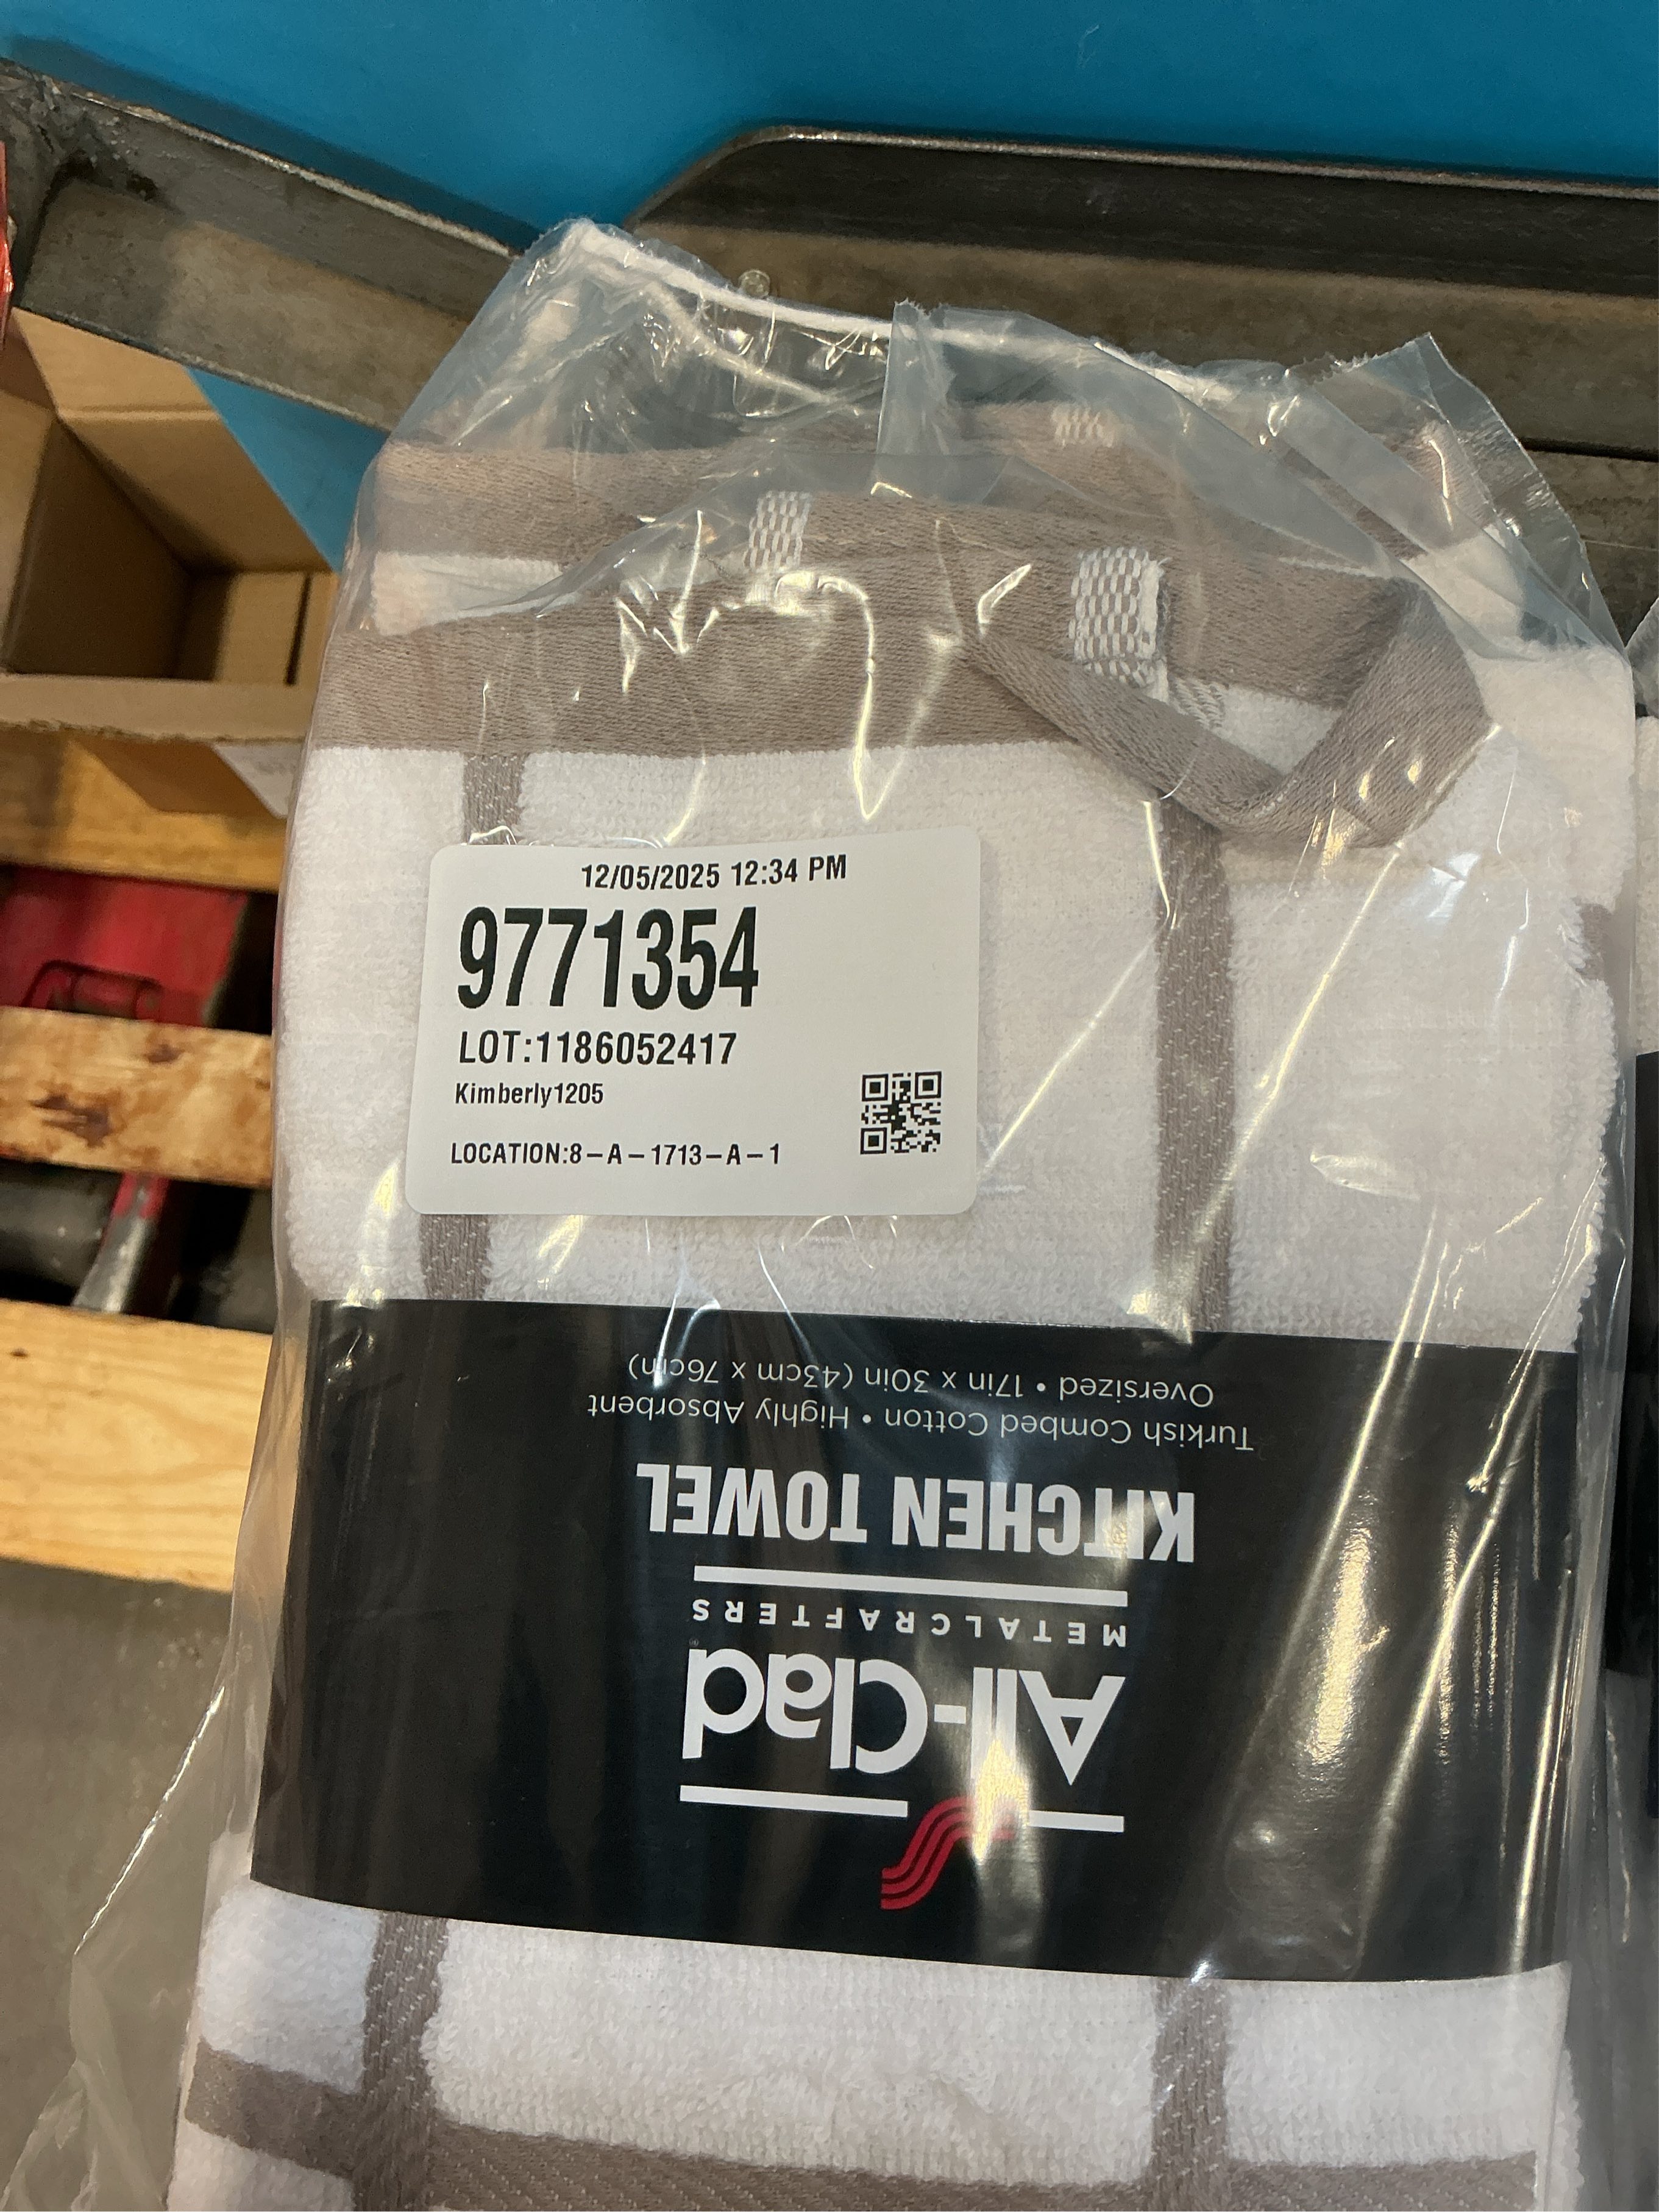 12/05/2025 12:34 PM
9771354
LOT:1186052417
Kimberly1205
LOCATION:8-A-1713-A-1
All-Clad
METALCRAFTERS
KITCHEN TOWEL
Turkish Combed Cotton • Highly Absorbent
Oversized • 17in x 30in (43cm x 76cm)